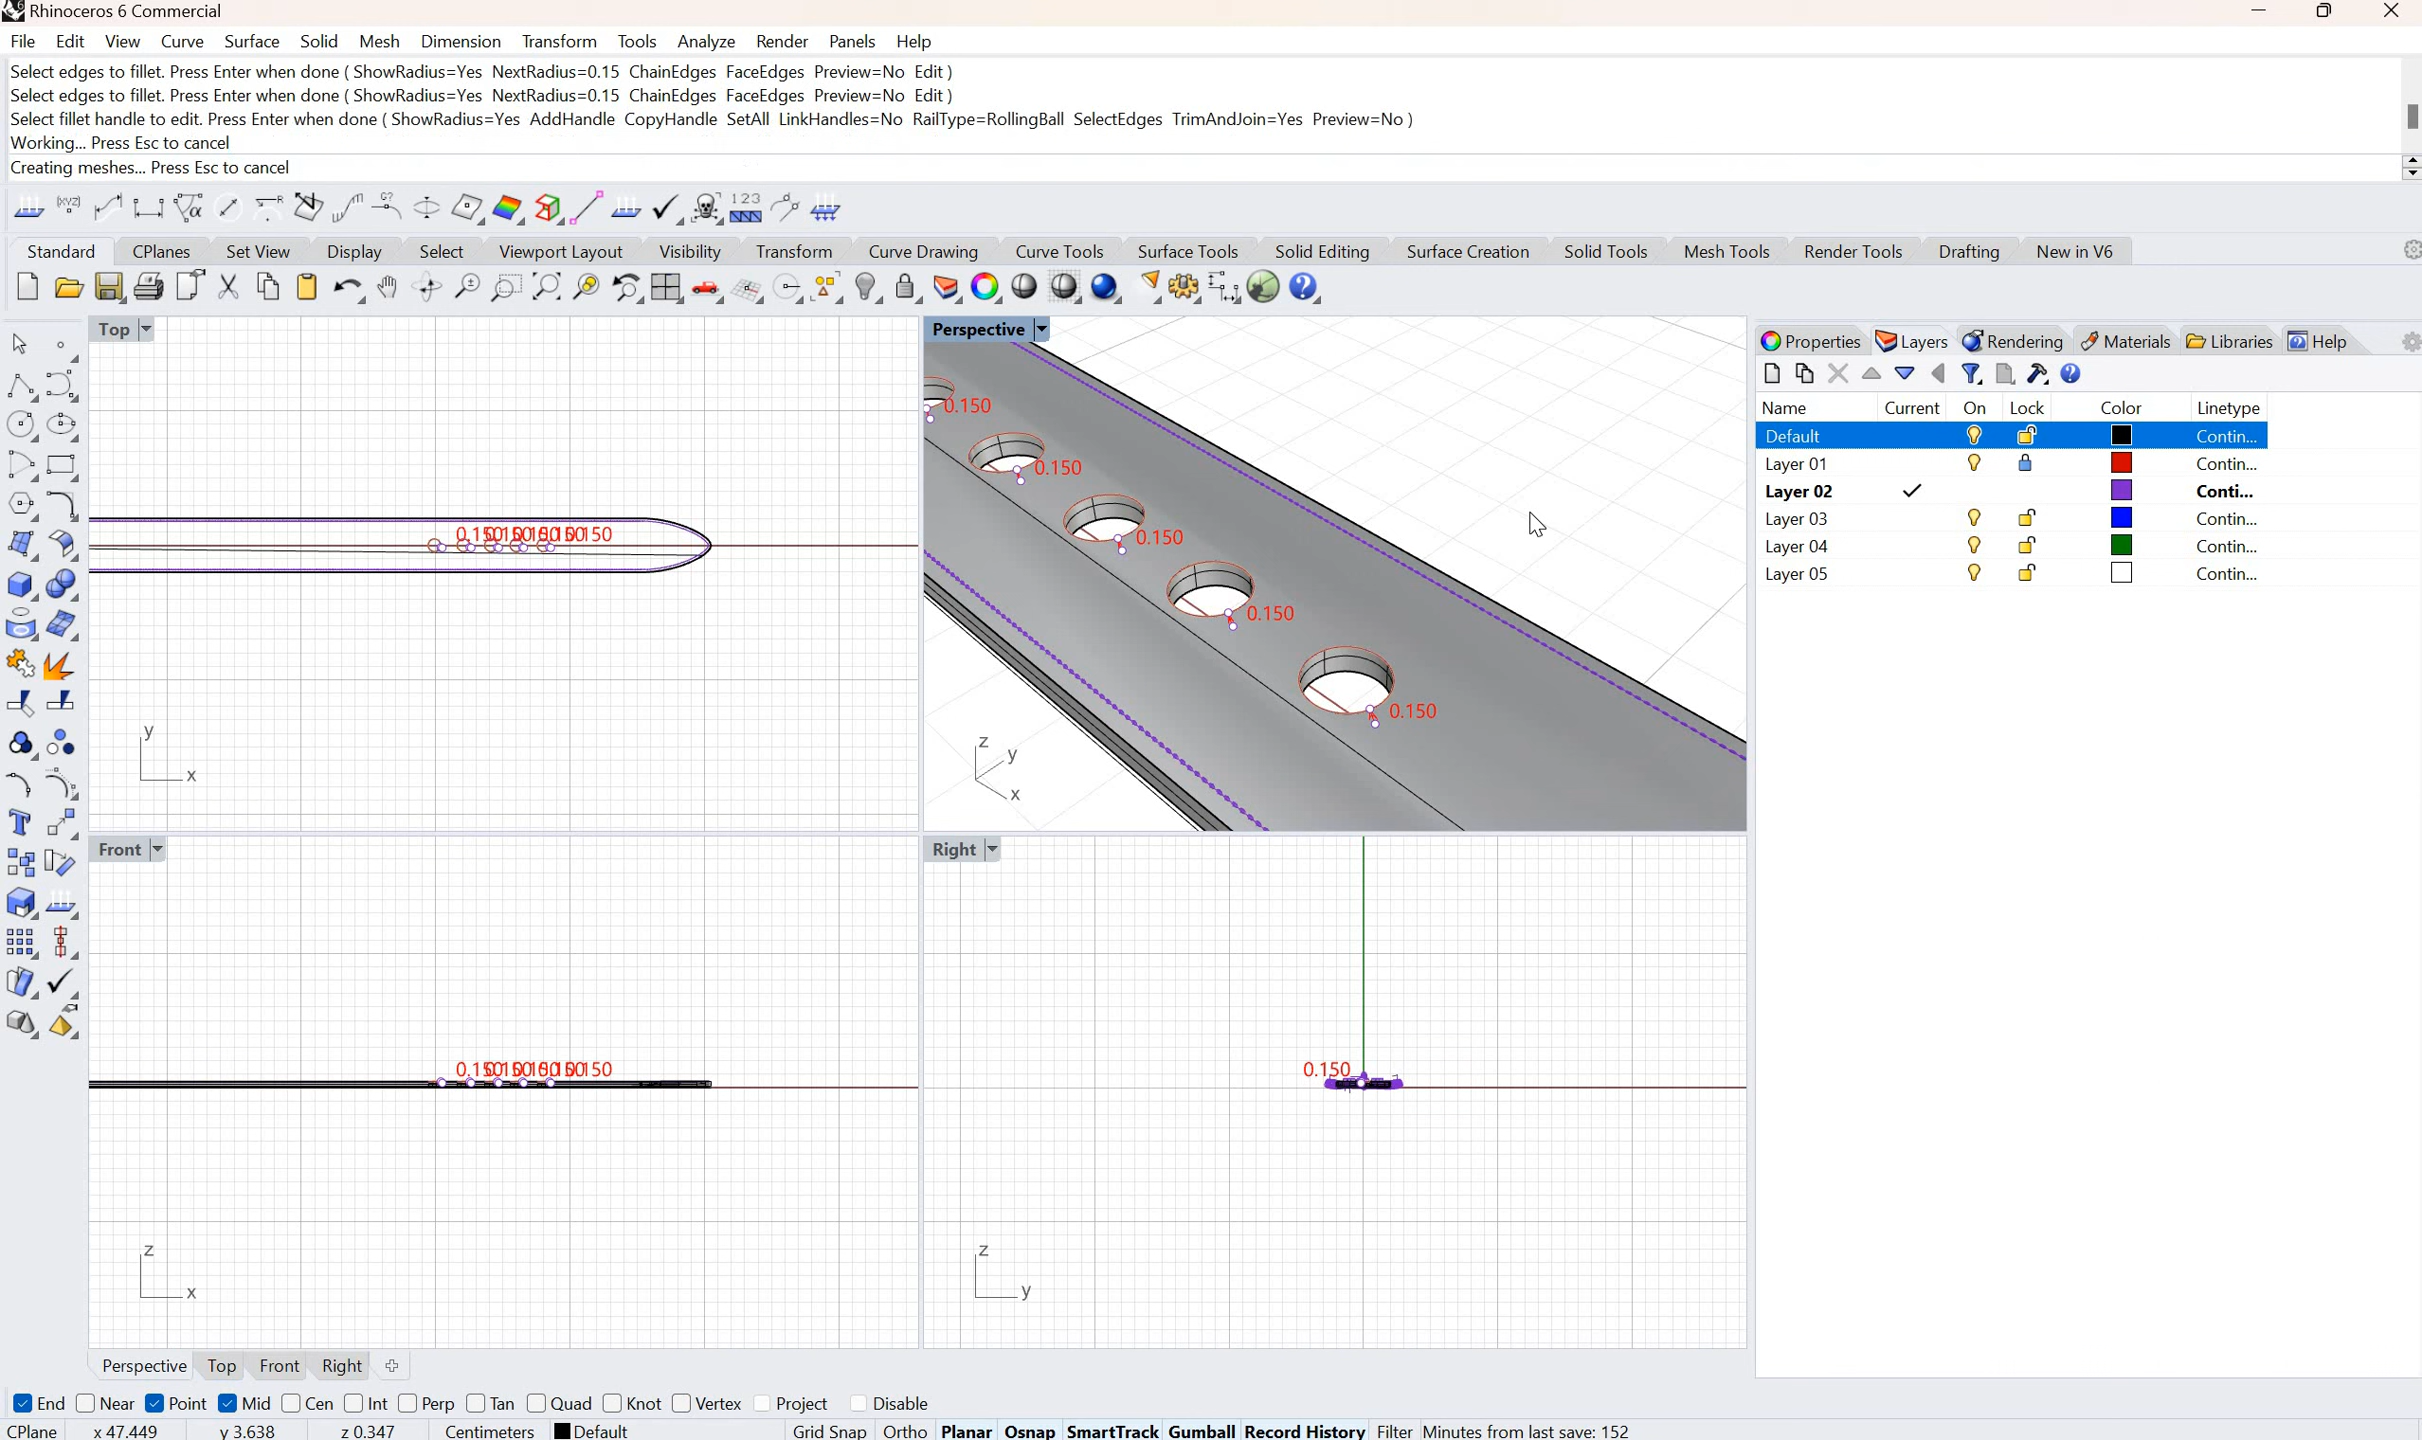 Rhinoceros 6 Commercial
File Edit View Curve Surface Solid Mesh Dimension Transform Tools Analyze Render Panels Help
Select edges to fillet. Press Enter when done ( ShowRadius=Yes NextRadius=0.15 ChainEdges FaceEdges Preview=No Edit )
Select edges to fillet. Press Enter when done ( ShowRadius=Yes NextRadius=0.15 ChainEdges FaceEdges Preview=No Edit )
Select fillet handle to edit. Press Enter when done ( ShowRadius=Yes AddHandle CopyHandle SetAll LinkHandles=No RailType=RollingBall SelectEdges TrimAndJoin=Yes Preview=No )
Working... Press Esc to cancel
Creating meshes... Press Esc to cancel
Standard CPlanes Set View Display Select Viewport Layout Visibility Transform Curve Drawing Curve Tools Surface Tools Solid Editing Surface Creation Solid Tools Mesh Tools Render Tools Drafting New in V6
Top
y
x
Perspective
0.150
0.150
0.150
0.150
0.150
z
y
x
Front
z
x
Right
0.150
z
y
Properties Layers Rendering Materials Libraries Help
Name Current On Lock Color Linetype
Default Contin...
Layer 01 Contin...
Layer 02 Conti...
Layer 03 Contin...
Layer 04 Contin...
Layer 05 Contin...
Perspective Top Front Right
End Near Point Mid Cen Int Perp Tan Quad Knot Vertex Project Disable
CPlane x 47.449 y 3.638 z 0.347 Centimeters Default Grid Snap Ortho Planar Osnap SmartTrack Gumball Record History Filter Minutes from last save: 152